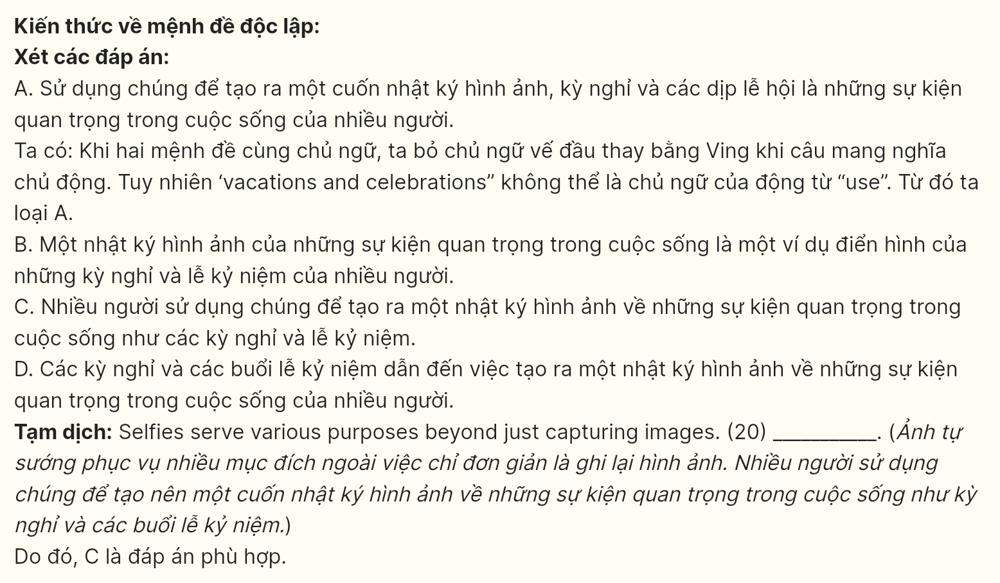 Kiến thức về mệnh đề độc lập:
Xét các đáp án:
A. Sử dụng chúng để tạo ra một cuốn nhật ký hình ảnh, kỳ nghỉ và các dịp lễ hội là những sự kiện
quan trọng trong cuộc sống của nhiều người.
Ta có: Khi hai mệnh đề cùng chủ ngữ, ta bỏ chủ ngữ vế đầu thay bằng Ving khi câu mang nghĩa
chủ động. Tuy nhiên ‘vacations and celebrations” không thể là chủ ngữ của động từ “use”. Từ đó ta
loại A.
B. Một nhật ký hình ảnh của những sự kiện quan trọng trong cuộc sống là một ví dụ điển hình của
những kỳ nghỉ và lễ kỷ niệm của nhiều người.
C. Nhiều người sử dụng chúng để tạo ra một nhật ký hình ảnh về những sự kiện quan trọng trong
cuộc sống như các kỳ nghỉ và lễ kỷ niệm.
D. Các kỳ nghỉ và các buổi lễ kỷ niệm dẫn đến việc tạo ra một nhật ký hình ảnh về những sự kiện
quan trọng trong cuộc sống của nhiều người.
Tạm dịch: Selfies serve various purposes beyond just capturing images. (20) ___________. (Ảnh tự
sướng phục vụ nhiều mục đích ngoài việc chỉ đơn giản là ghi lại hình ảnh. Nhiều người sử dụng
chúng để tạo nên một cuốn nhật ký hình ảnh về những sự kiện quan trọng trong cuộc sống như kỳ
nghỉ và các buổi lễ kỷ niệm.)
Do đó, C là đáp án phù hợp.